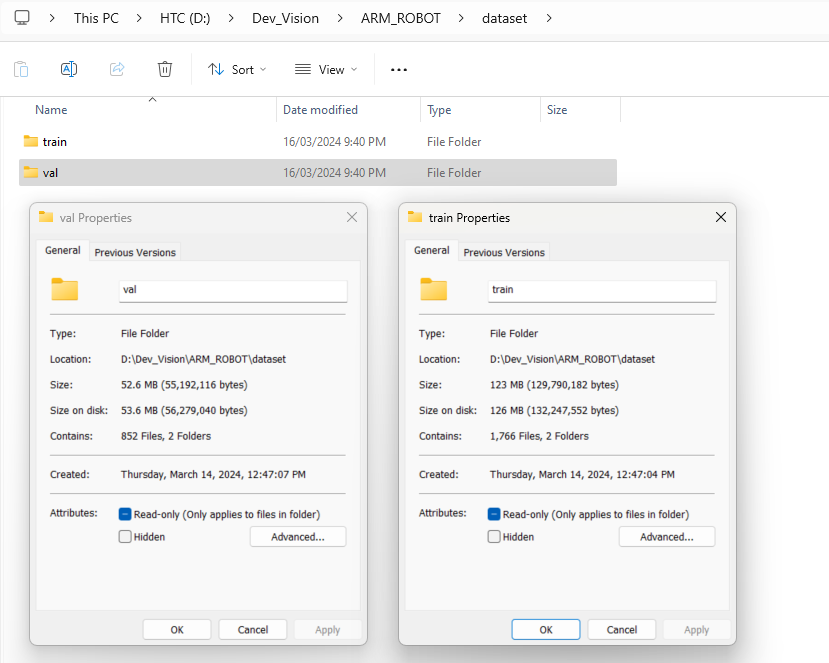 This PC > HTC (D:) > Dev_Vision > ARM_ROBOT > dataset >
Sort View ...
Name Date modified Type Size
train 16/03/2024 9:40 PM File Folder
val 16/03/2024 9:40 PM File Folder
val Properties
General Previous Versions
val
Type: File Folder
Location: D:\Dev_Vision\ARM_ROBOT\dataset
Size: 52.6 MB (55,192,116 bytes)
Size on disk: 53.6 MB (56,279,040 bytes)
Contains: 852 Files, 2 Folders
Created: Thursday, March 14, 2024, 12:47:07 PM
Attributes: Read-only (Only applies to files in folder)
Hidden Advanced...
OK Cancel Apply
train Properties
General Previous Versions
train
Type: File Folder
Location: D:\Dev_Vision\ARM_ROBOT\dataset
Size: 123 MB (129,790,182 bytes)
Size on disk: 126 MB (132,247,552 bytes)
Contains: 1,766 Files, 2 Folders
Created: Thursday, March 14, 2024, 12:47:04 PM
Attributes: Read-only (Only applies to files in folder)
Hidden Advanced...
OK Cancel Apply